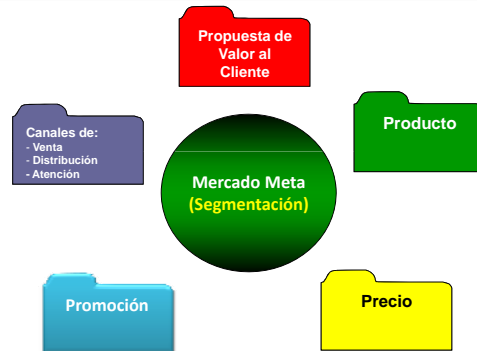 Propuesta de
Valor al
Cliente
Canales de:
- Venta
- Distribución
- Atención
Producto
Mercado Meta
(Segmentación)
Promoción
Precio